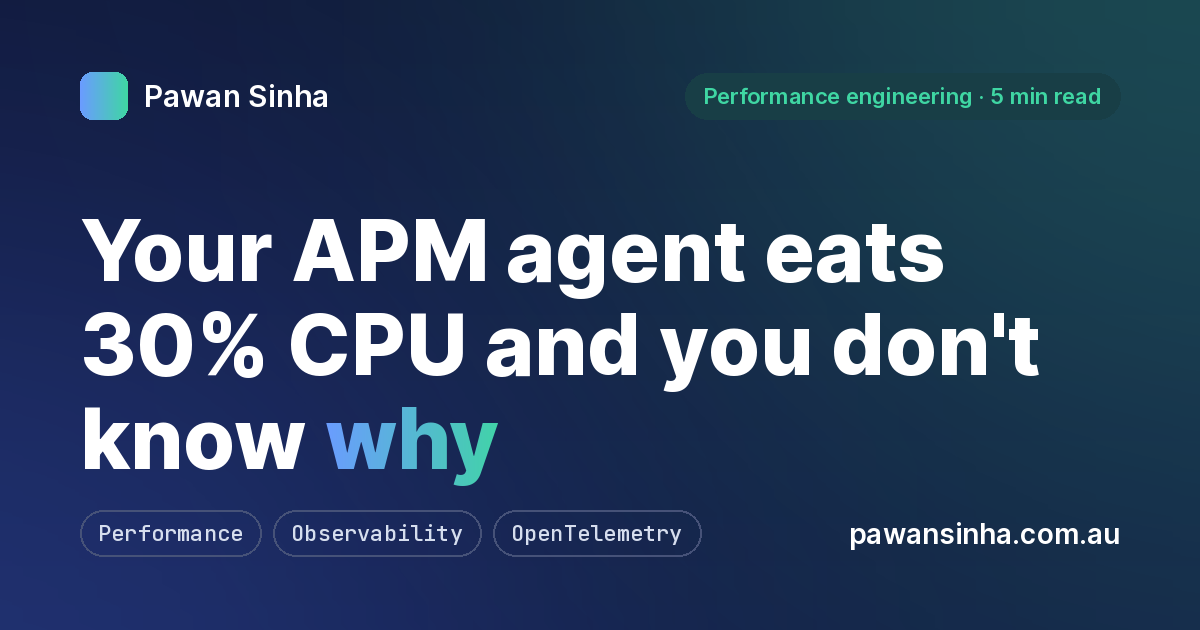 Pawan Sinha
Performance engineering · 5 min read
Your APM agent eats
30% CPU and you don't
know why
Performance
Observability
OpenTelemetry
pawansinha.com.au